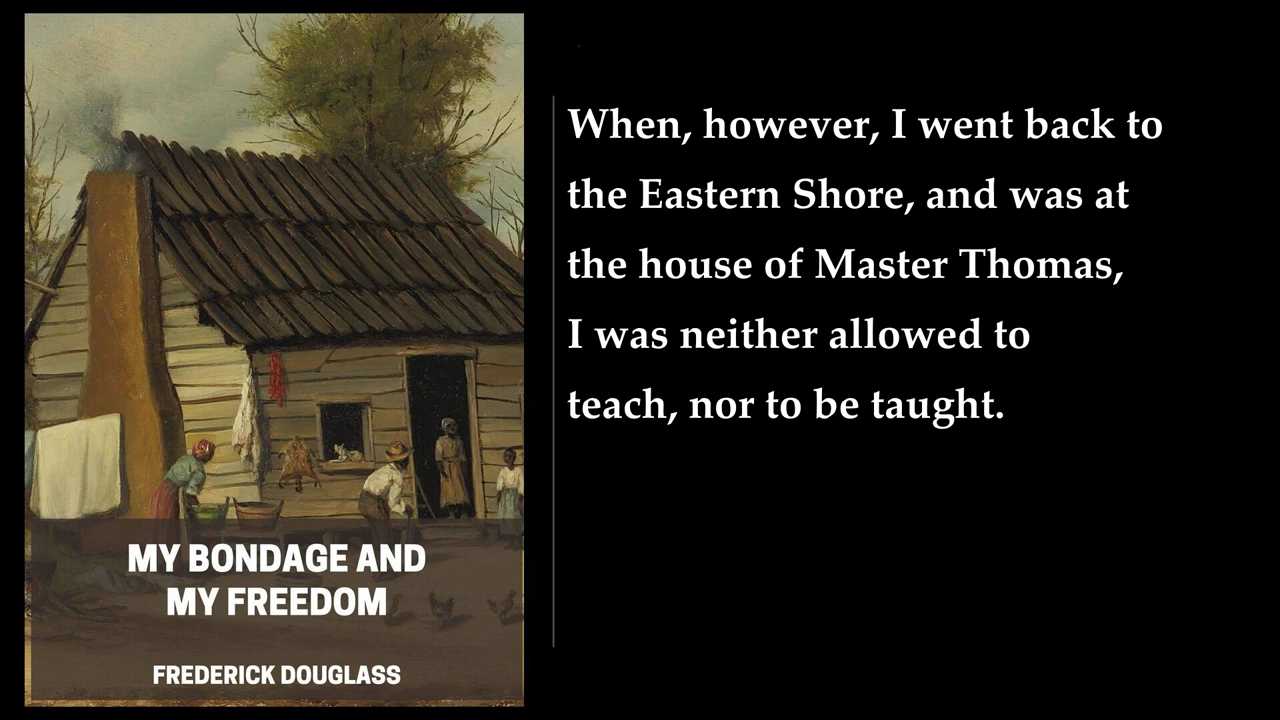 MY BONDAGE AND
MY FREEDOM
FREDERICK DOUGLASS
When, however, I went back to
the Eastern Shore, and was at
the house of Master Thomas,
I was neither allowed to
teach, nor to be taught.